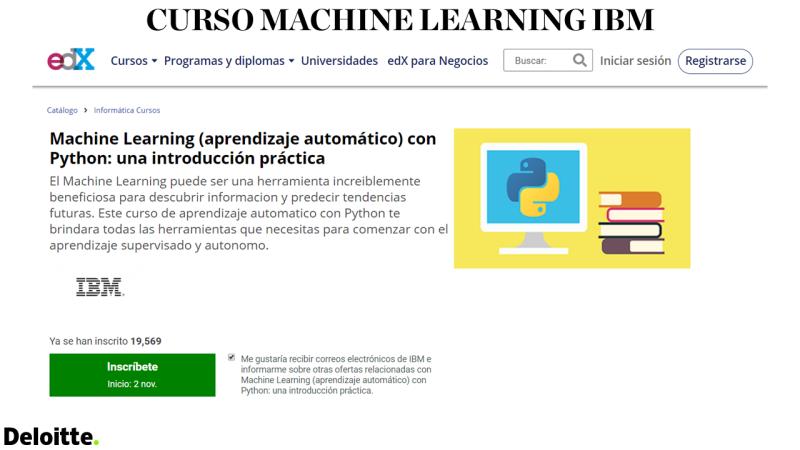 CURSO MACHINE LEARNING IBM
edX Cursos Programas y diplomas Universidades edX para Negocios Buscar: Iniciar sesión Registrarse
Catálogo > Informática Cursos
Machine Learning (aprendizaje automático) con
Python: una introducción práctica
El Machine Learning puede ser una herramienta increiblemente
beneficiosa para descubrir informacion y predecir tendencias
futuras. Este curso de aprendizaje automatico con Python te
brindara todas las herramientas que necesitas para comenzar con el
aprendizaje supervisado y autonomo.
IBM
Ya se han inscrito 19,569
Inscríbete
Inicio: 2 nov.
Me gustaría recibir correos electrónicos de IBM e
informarme sobre otras ofertas relacionadas con
Machine Learning (aprendizaje automático) con
Python: una introducción práctica.
Deloitte.